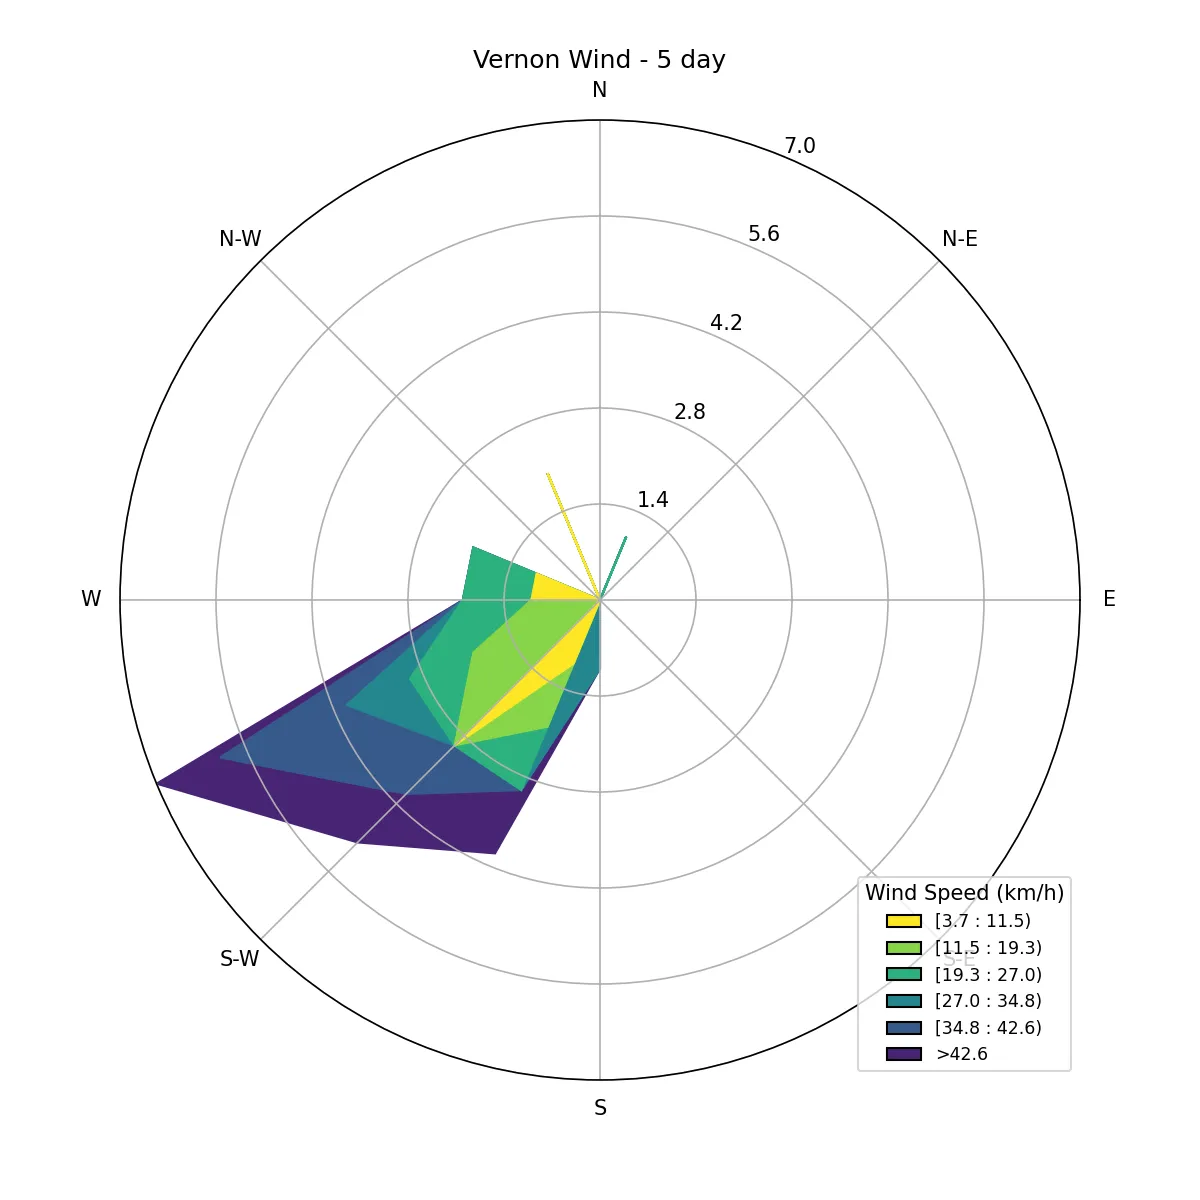 Vernon Wind - 5 day
N
7.0
N-W
5.6
N-E
4.2
2.8
1.4
W
E
S-W
S-E
S
Wind Speed (km/h)
[3.7 : 11.5)
[11.5 : 19.3)
[19.3 : 27.0)
[27.0 : 34.8)
[34.8 : 42.6)
>42.6